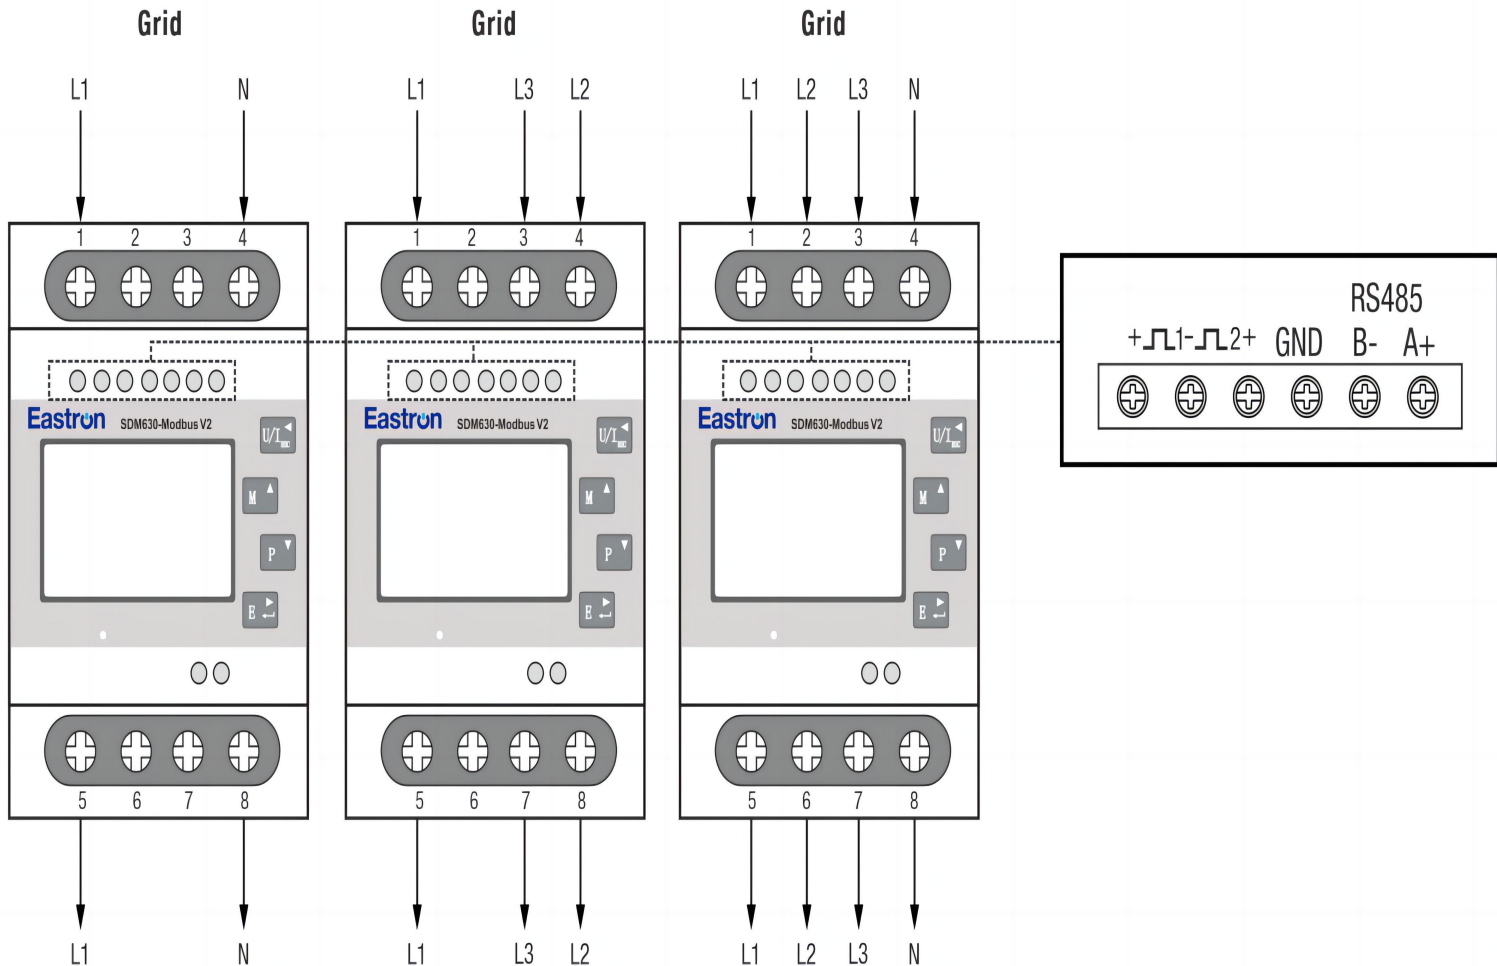 Grid Grid Grid
L1 N L1 L3 L2 L1 L2 L3 N
1 2 3 4 1 2 3 4 1 2 3 4
RS485
+ 1- 2+ GND B- A+
Eastron SDM630-Modbus V2 U/I Eastron SDM630-Modbus V2 U/I Eastron SDM630-Modbus V2 U/I
M M M
P P P
E E E
5 6 7 8 5 6 7 8 5 6 7 8
L1 N L1 L3 L2 L1 L2 L3 N